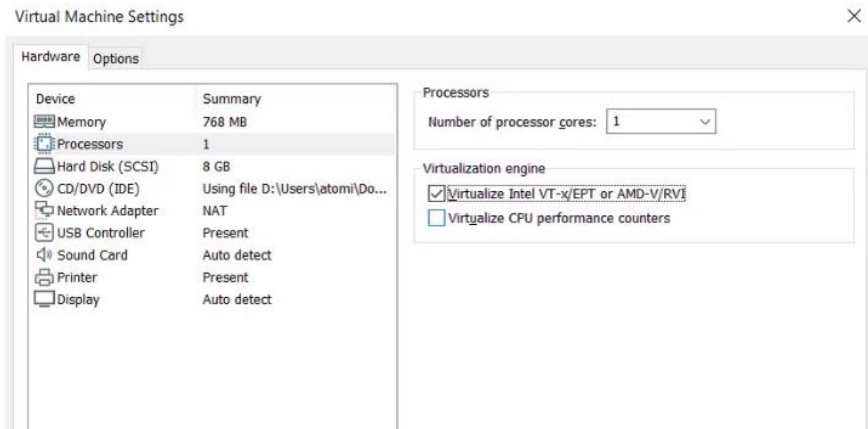 Virtual Machine Settings
Hardware Options
Device Summary
Memory 768 MB
Processors 1
Hard Disk (SCSI) 8 GB
CD/DVD (IDE) Using file D:\Users\atomi\Do...
Network Adapter NAT
USB Controller Present
Sound Card Auto detect
Printer Present
Display Auto detect
Processors
Number of processor cores: 1
Virtualization engine
Virtualize Intel VT-x/EPT or AMD-V/RVI
Virtualize CPU performance counters